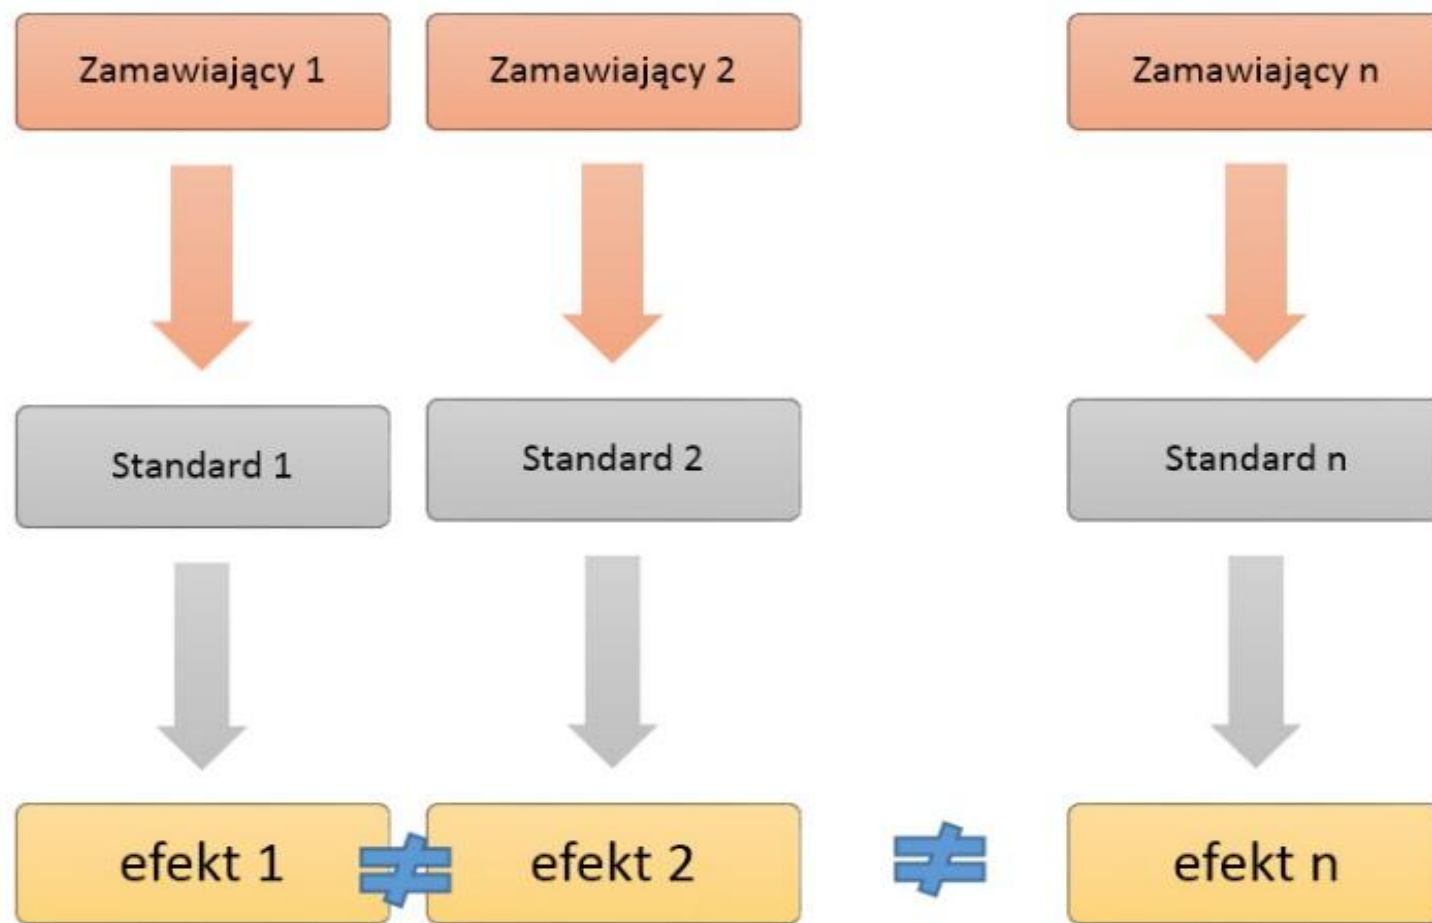 Zamawiający 1
Zamawiający 2
Zamawiający n
Standard 1
Standard 2
Standard n
efekt 1
≠
efekt 2
≠
efekt n